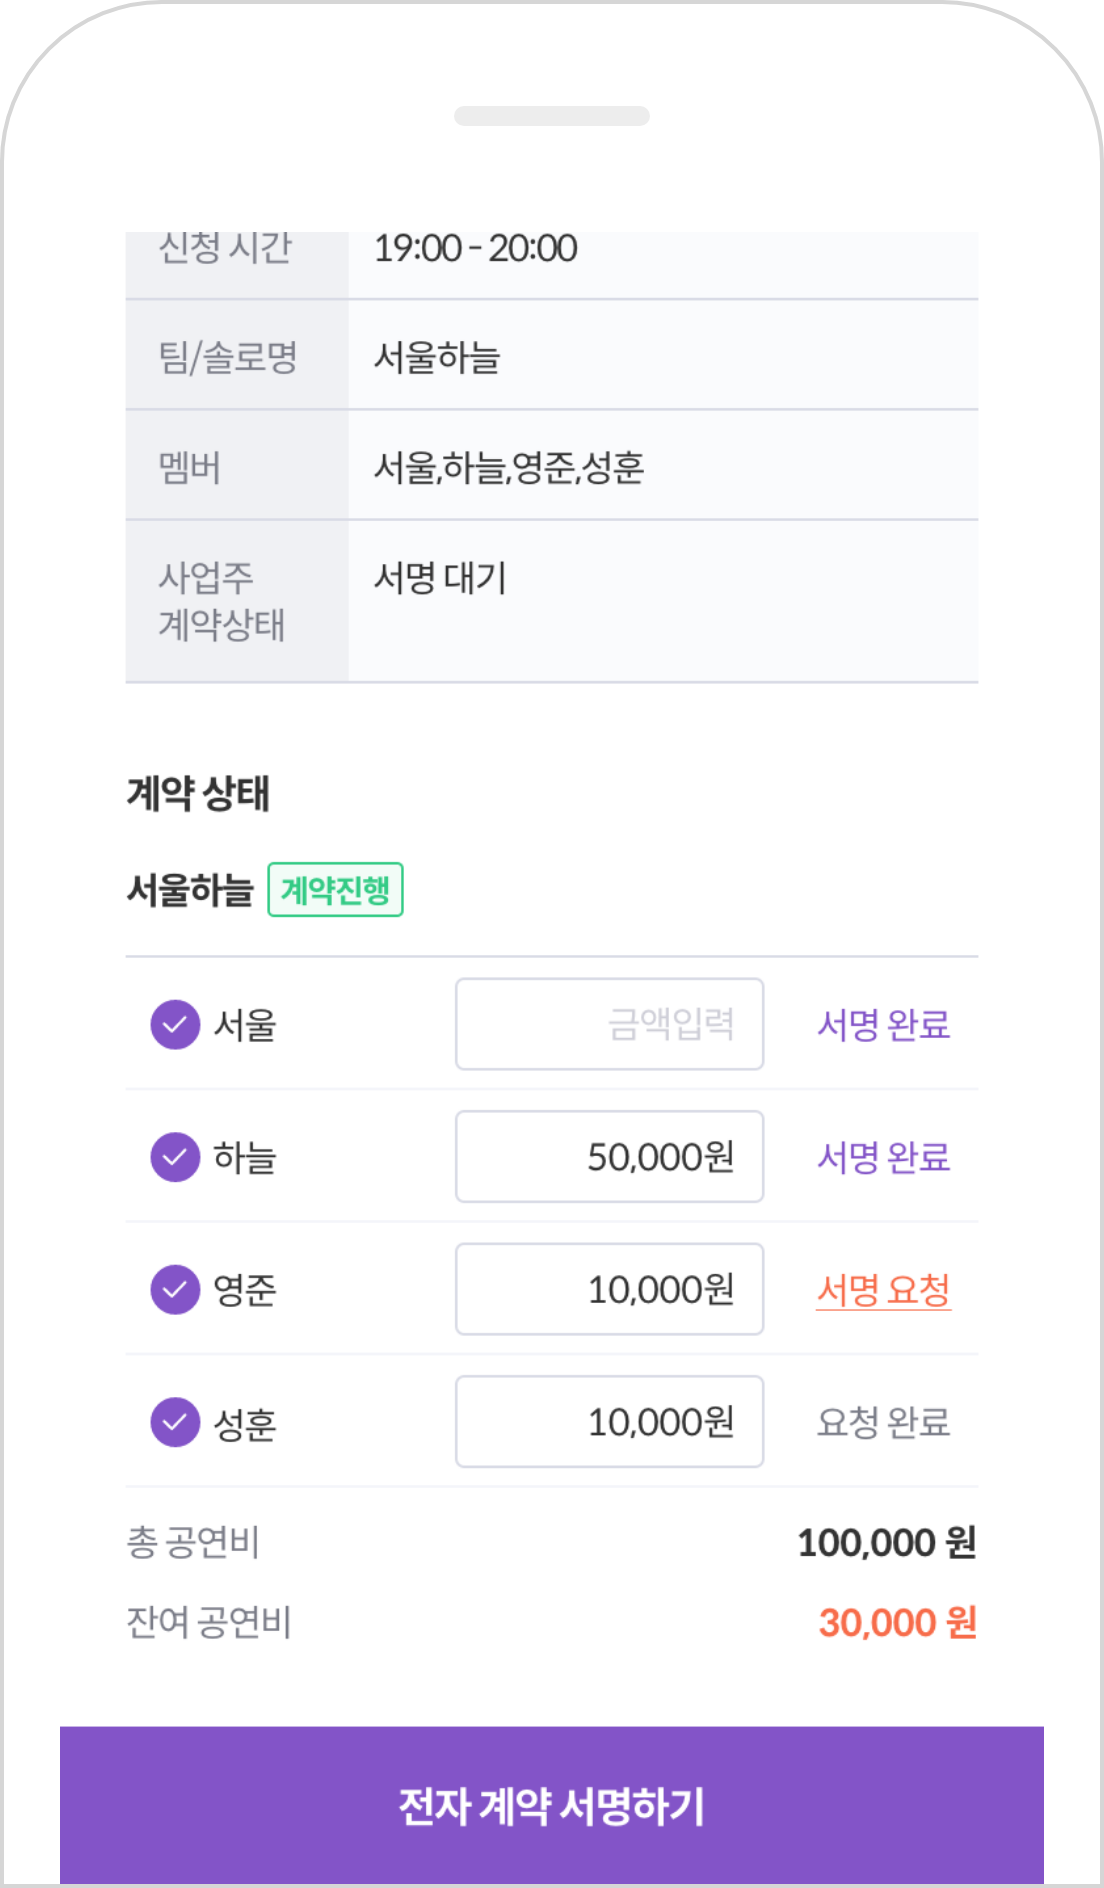 신청 시간 19:00 - 20:00
팀/솔로명 서울하늘
멤버 서울,하늘,영준,성훈
사업주 서명 대기
계약상태
계약 상태
서울하늘 계약진행
서울 금액입력 서명 완료
하늘 50,000원 서명 완료
영준 10,000원 서명 요청
성훈 10,000원 요청 완료
총 공연비 100,000 원
잔여 공연비 30,000 원
전자 계약 서명하기